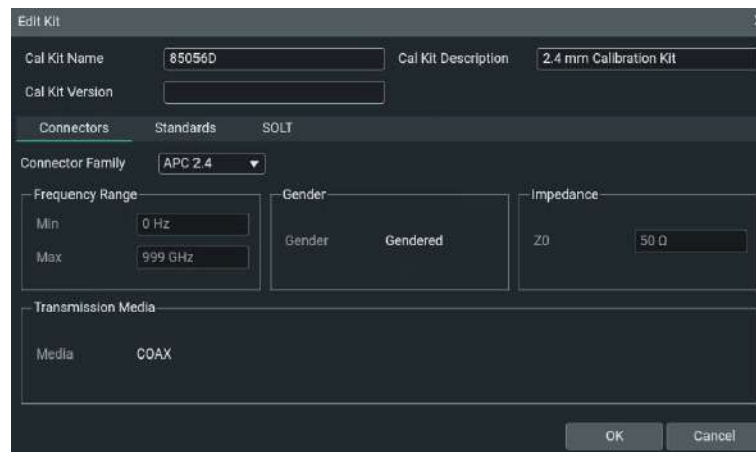 Edit Kit
Cal Kit Name 85056D Cal Kit Description 2.4 mm Calibration Kit
Cal Kit Version
Connectors Standards SOLT
Connector Family APC 2.4
Frequency Range Gender Impedance
Min 0 Hz
Gender Gendered Z0 50 Ω
Max 999 GHz
Transmission Media
Media COAX
OK Cancel